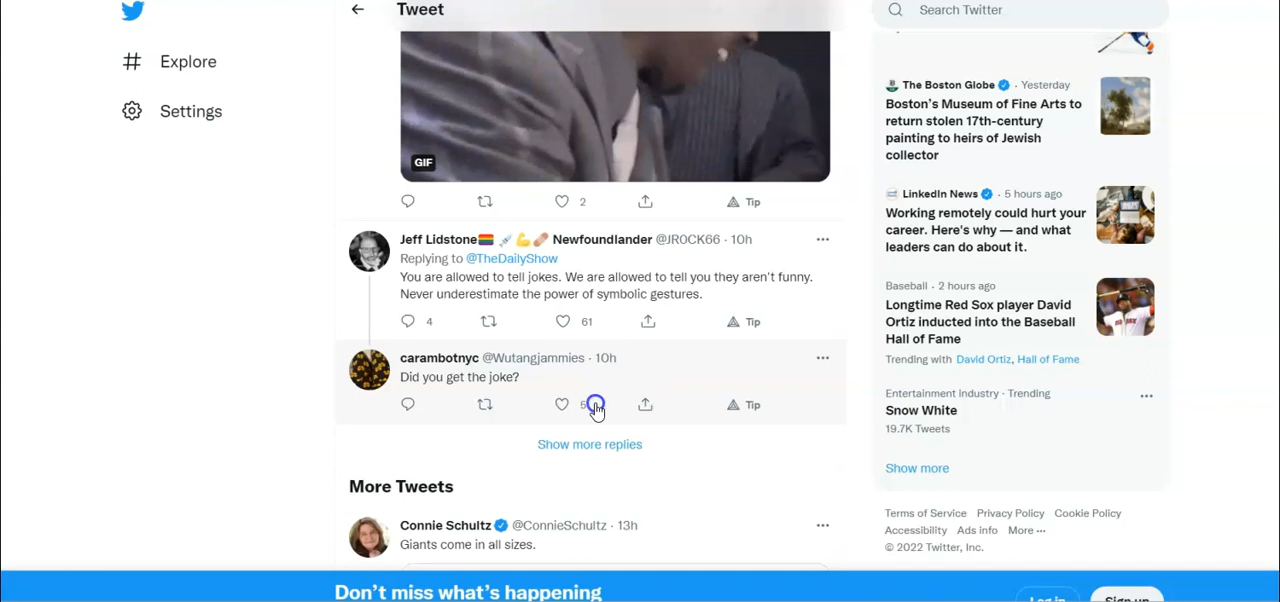 Tweet
Search Twitter
Explore
Settings
GIF
2
Tip
Jeff Lidstone🏳️‍🌈 💉 💪 🩹 Newfoundlander @JR0CK66 · 10h
Replying to @TheDailyShow
You are allowed to tell jokes. We are allowed to tell you they aren't funny.
Never underestimate the power of symbolic gestures.
4
61
Tip
carambotnyc @Wutangjammies · 10h
Did you get the joke?
Tip
Show more replies
More Tweets
Connie Schultz @ConnieSchultz · 13h
Giants come in all sizes.
The Boston Globe · Yesterday
Boston's Museum of Fine Arts to
return stolen 17th-century
painting to heirs of Jewish
collector
LinkedIn News · 5 hours ago
Working remotely could hurt your
career. Here's why — and what
leaders can do about it.
Baseball · 2 hours ago
Longtime Red Sox player David
Ortiz inducted into the Baseball
Hall of Fame
Trending with David Ortiz, Hall of Fame
Entertainment industry · Trending
Snow White
19.7K Tweets
Show more
Terms of Service Privacy Policy Cookie Policy
Accessibility Ads info More ···
© 2022 Twitter, Inc.
Don't miss what's happening
Log in
Sign up